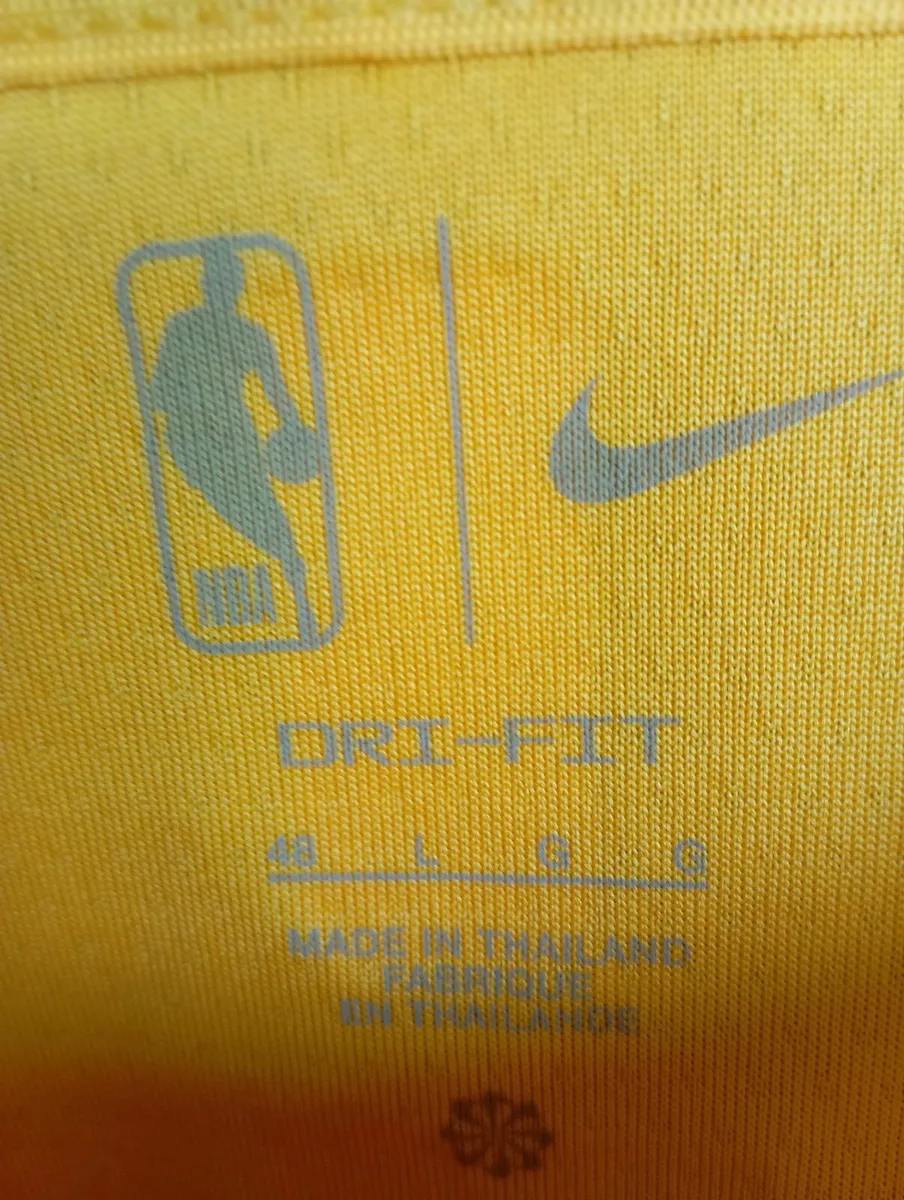 NBA
DRI-FIT
48 L G G
MADE IN THAILAND
FABRIQUE
EN THAILANDE